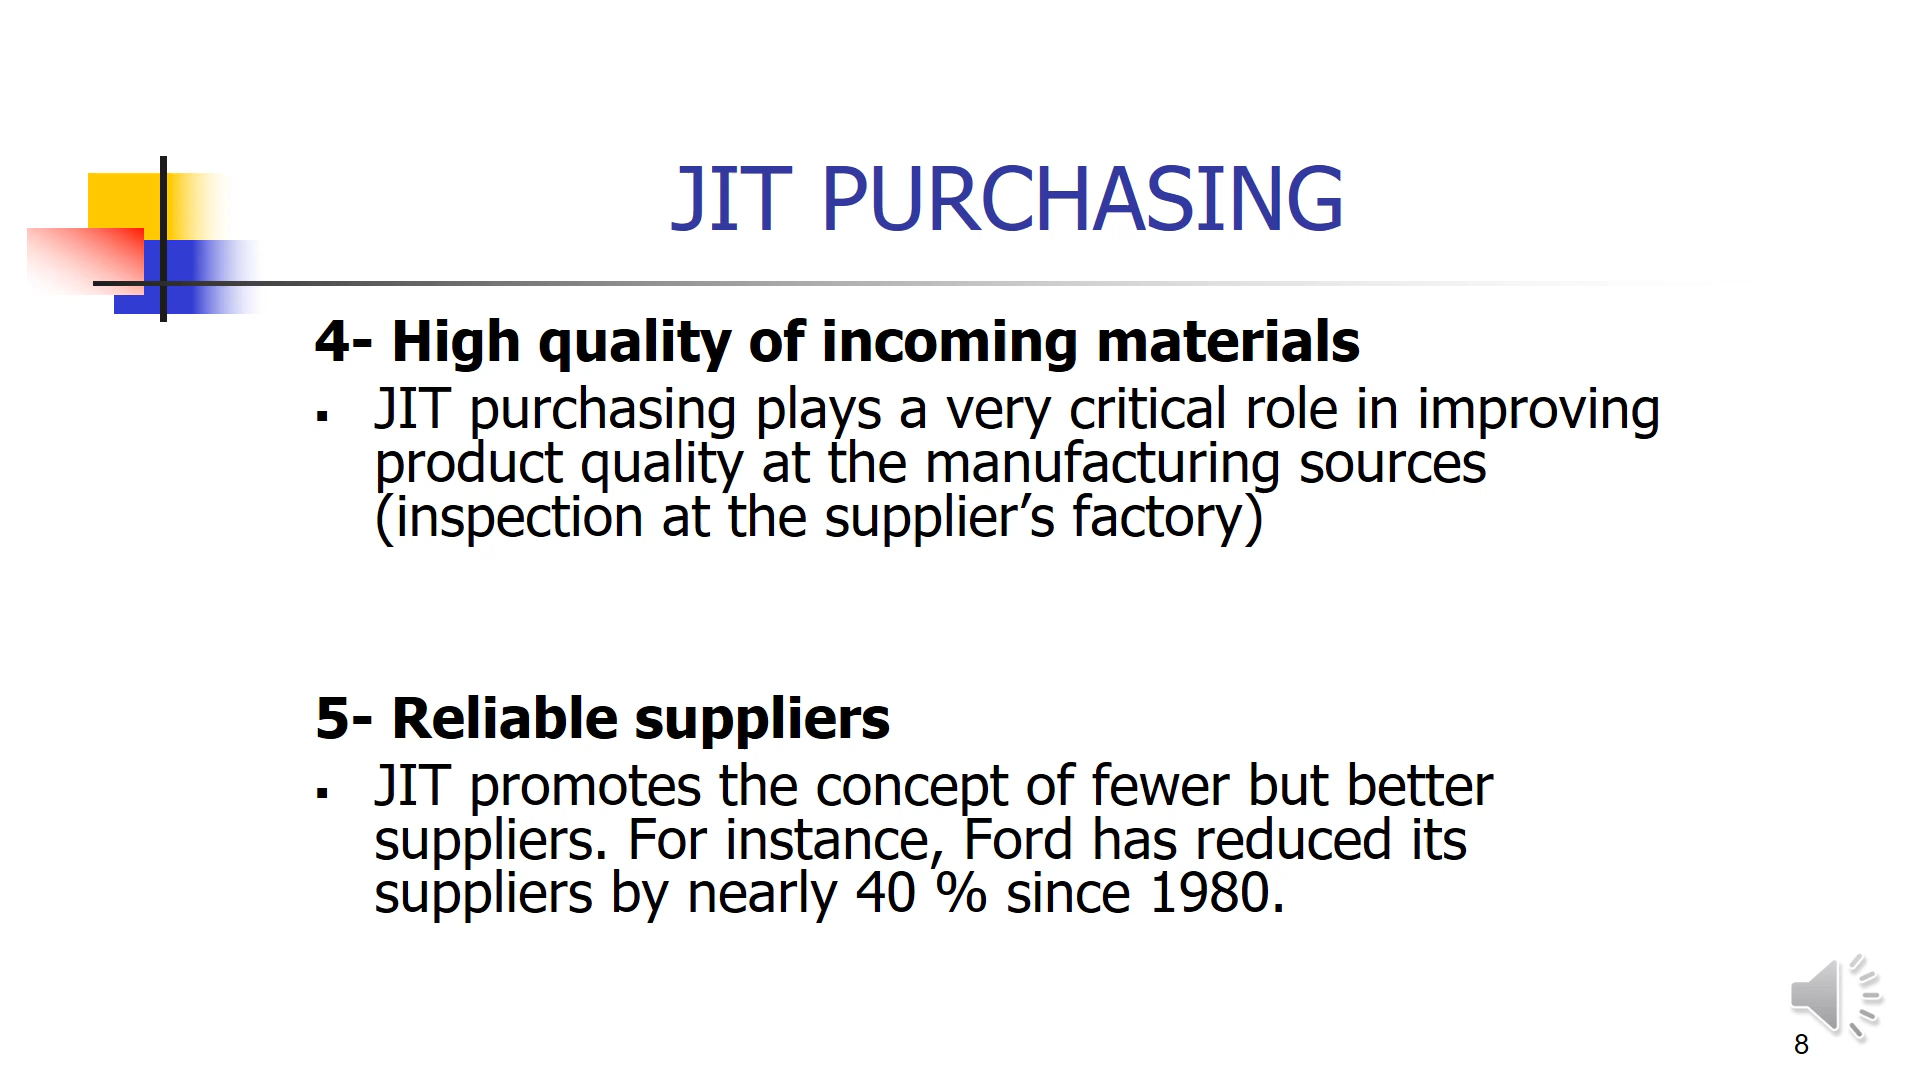 JIT PURCHASING
4- High quality of incoming materials
▪ JIT purchasing plays a very critical role in improving
product quality at the manufacturing sources
(inspection at the supplier’s factory)
5- Reliable suppliers
▪ JIT promotes the concept of fewer but better
suppliers. For instance, Ford has reduced its
suppliers by nearly 40 % since 1980.
8